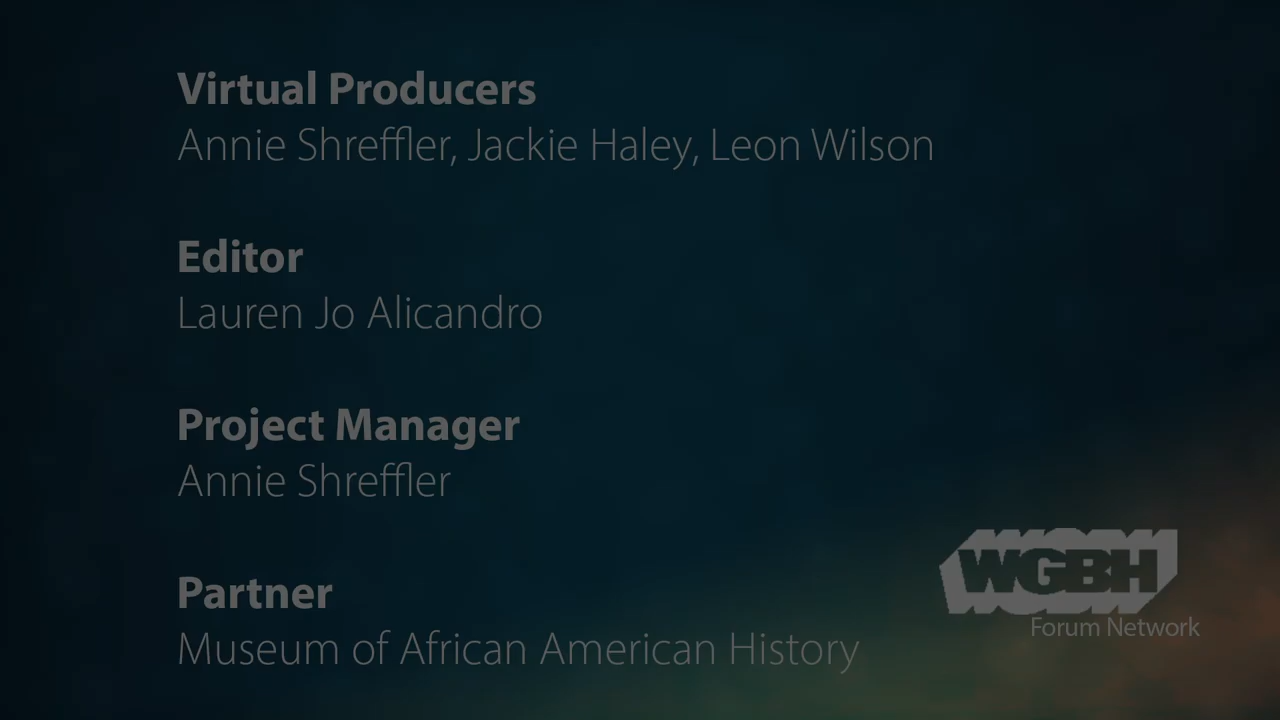 Virtual Producers
Annie Shreffler, Jackie Haley, Leon Wilson
Editor
Lauren Jo Alicandro
Project Manager
Annie Shreffler
Partner
Museum of African American History
WGBH
Forum Network